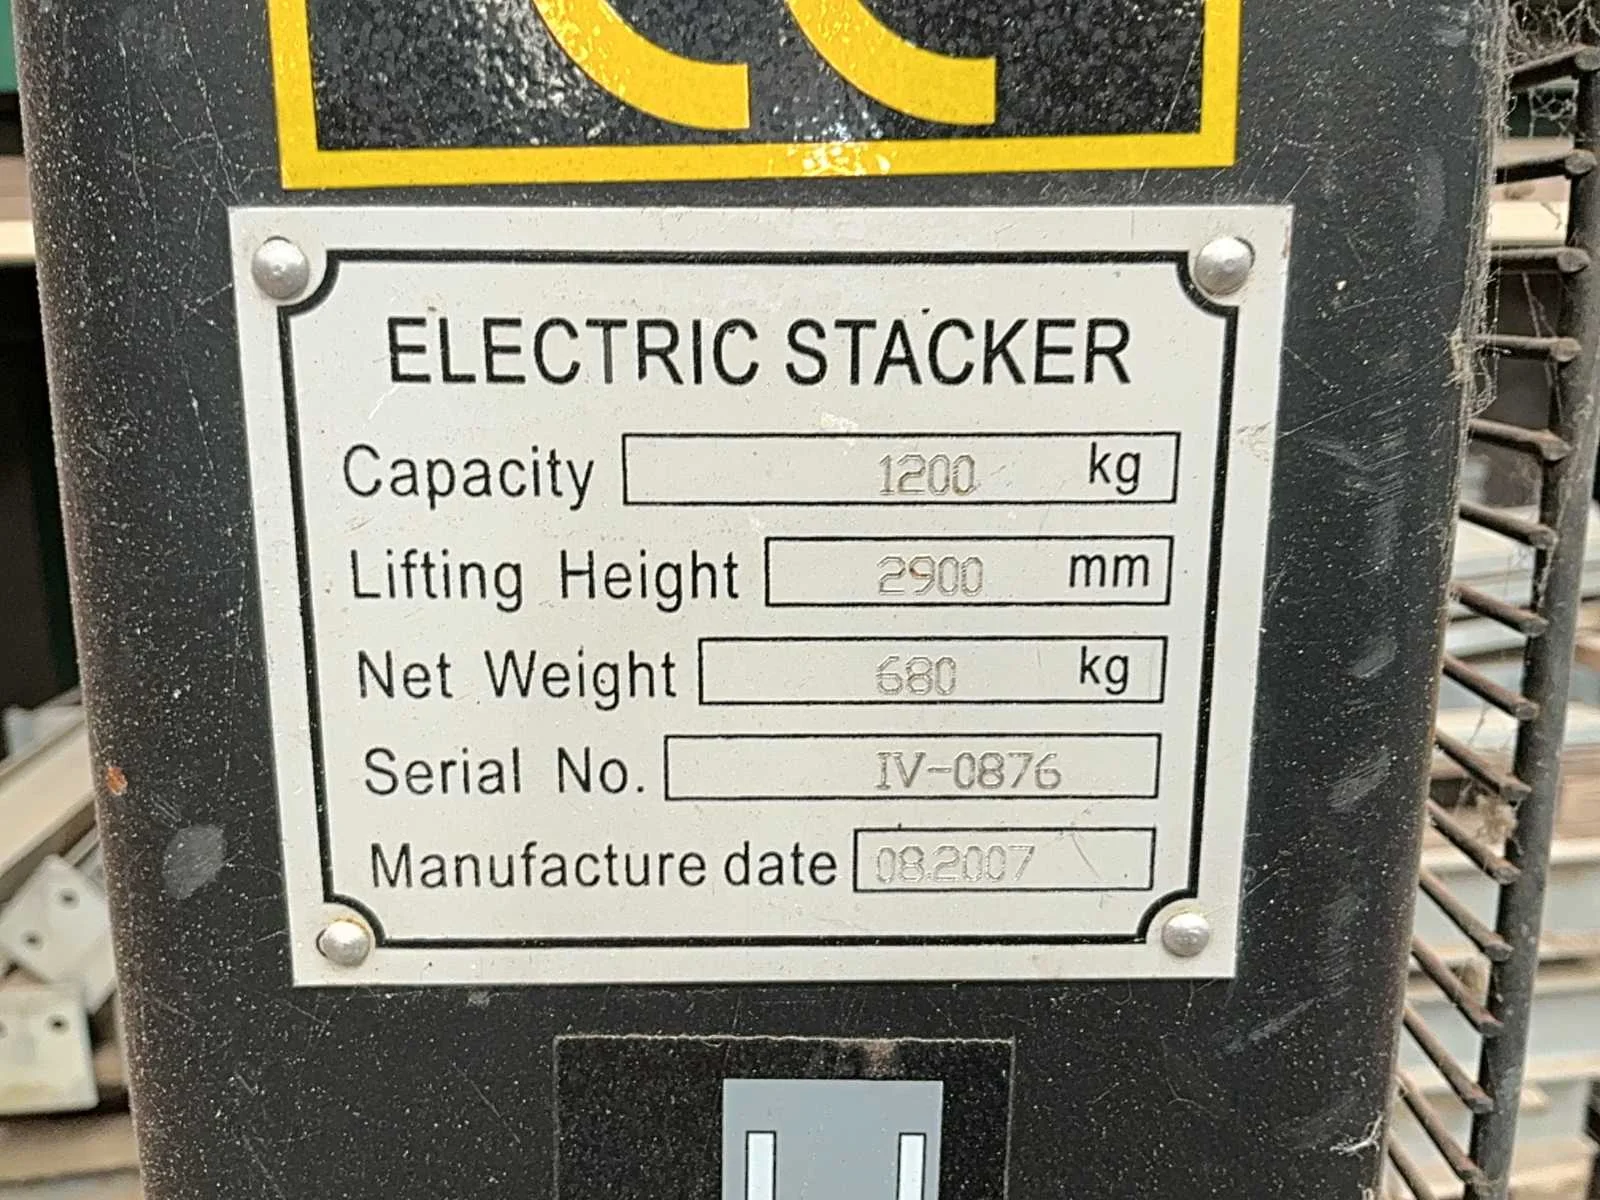 ELECTRIC STACKER
Capacity 1200 kg
Lifting Height 2900 mm
Net Weight 680 kg
Serial No. IV-0876
Manufacture date 08.2007